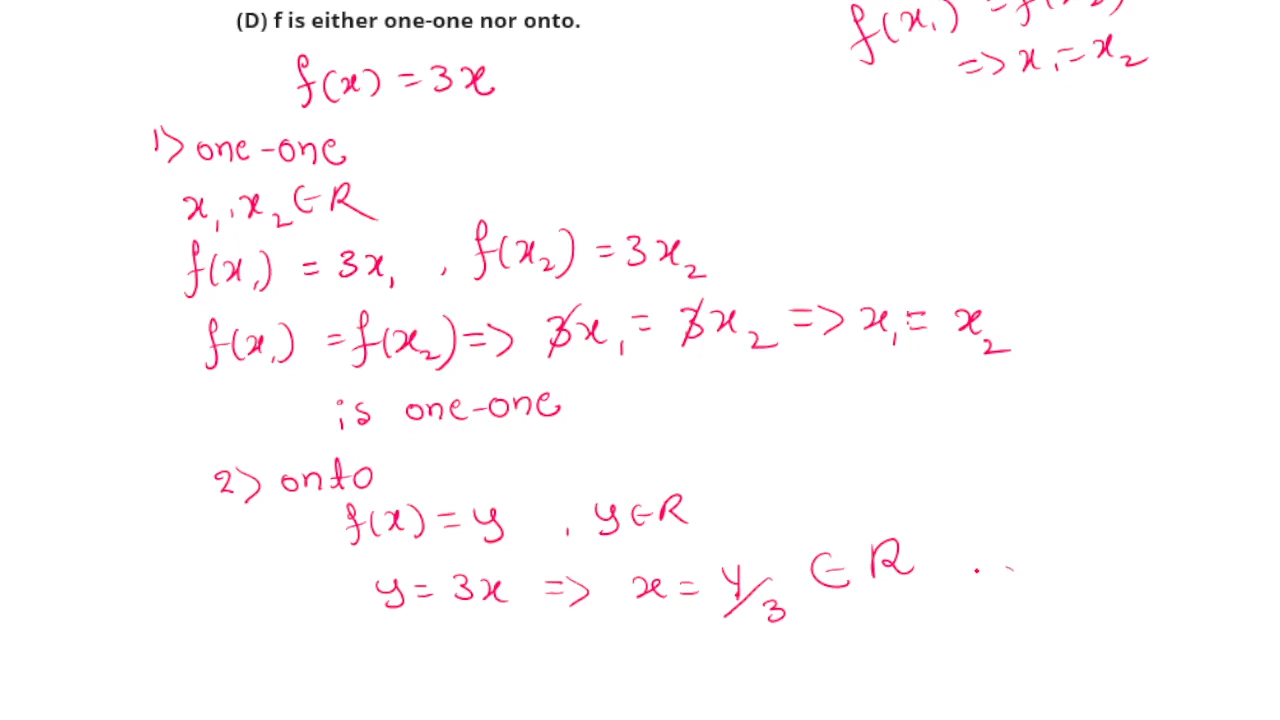 (D) f is either one-one nor onto.
f(x₁) = f(
=> x₁ = x₂
f(x) = 3x
1> one-one
x₁, x₂ ∈ R
f(x₁) = 3x₁ , f(x₂) = 3x₂
f(x₁) = f(x₂) => 3x₁ = 3x₂ => x₁ = x₂
is one-one
2> onto
f(x) = y , y ∈ R
y = 3x => x = y/3 ∈ R